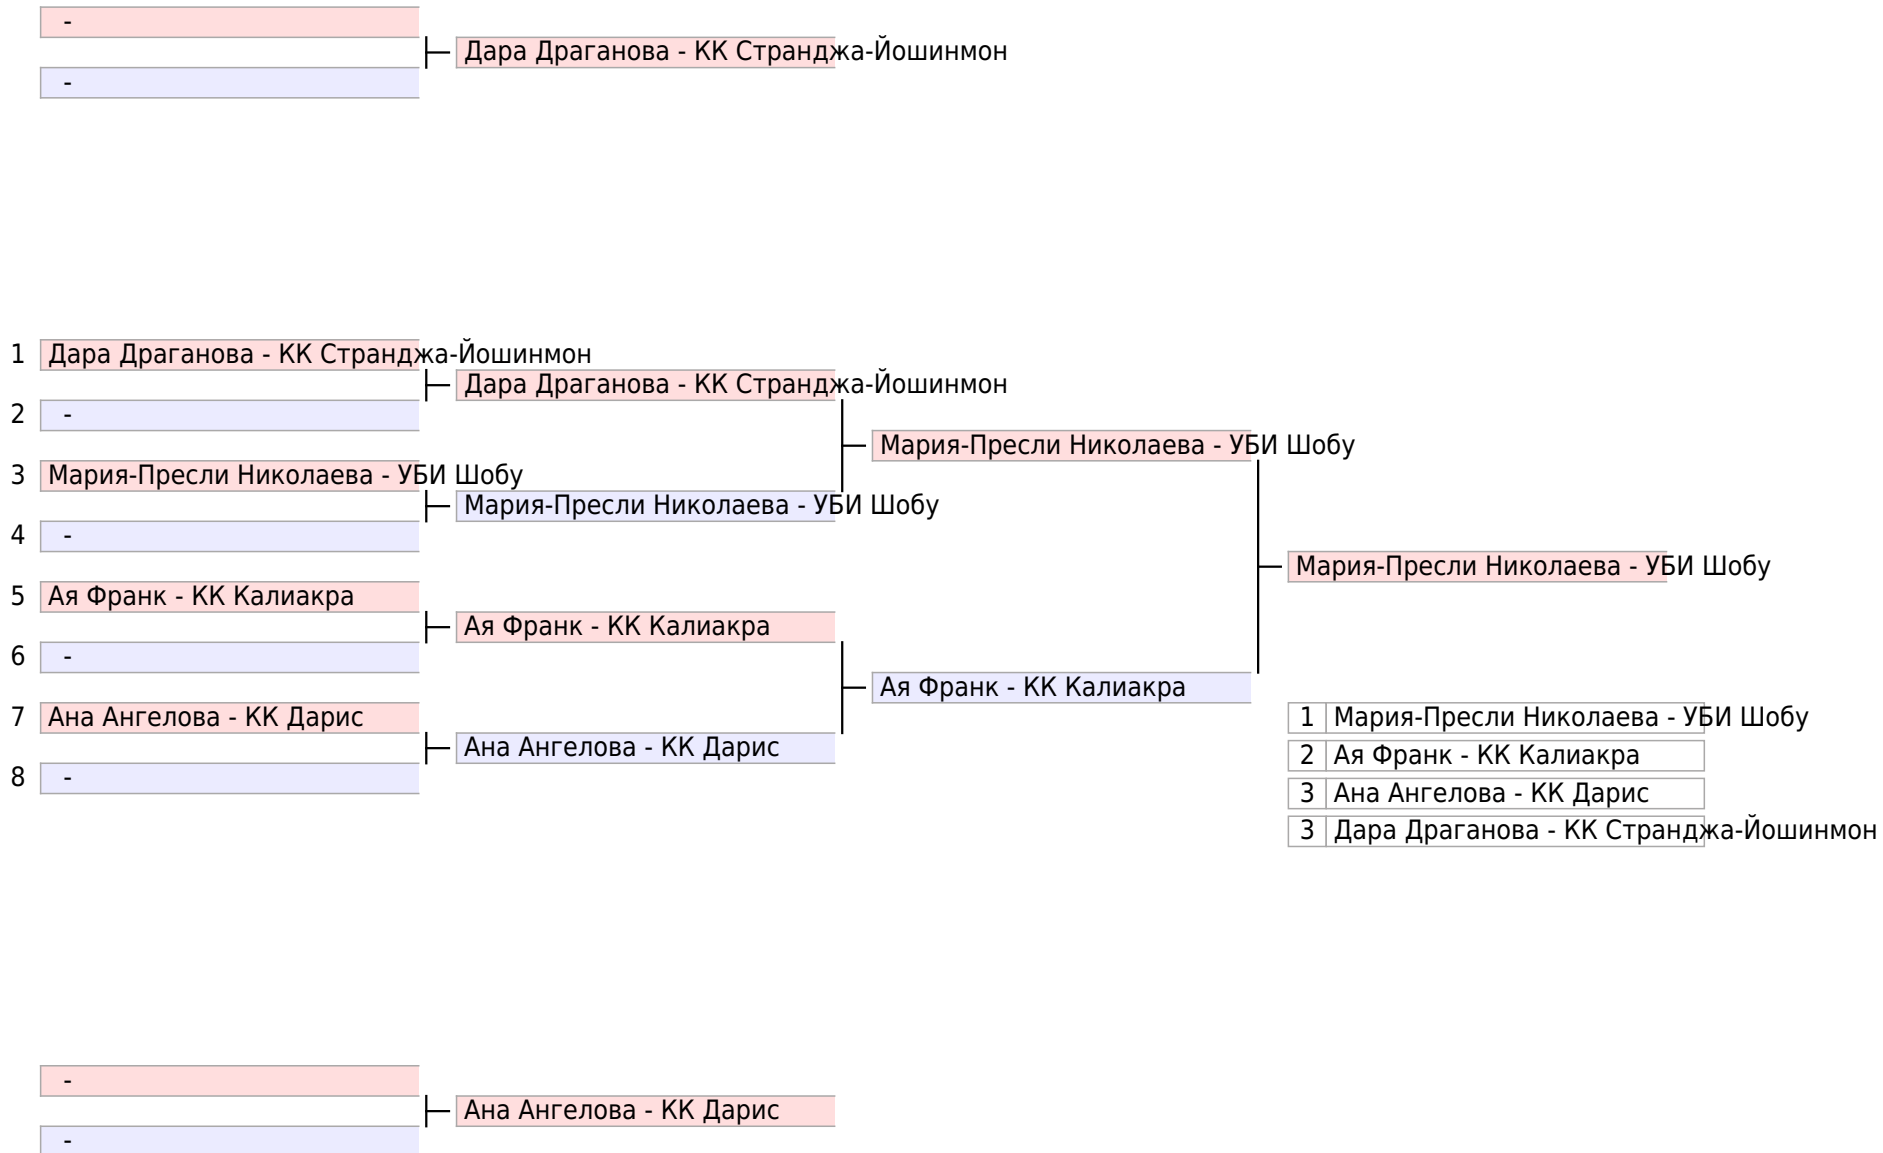 -
Дара Драганова - КК Странджа-Йошинмон
-
1 Дара Драганова - КК Странджа-Йошинмон
Дара Драганова - КК Странджа-Йошинмон
2 -
Мария-Пресли Николаева - УБИ Шобу
3 Мария-Пресли Николаева - УБИ Шобу
Мария-Пресли Николаева - УБИ Шобу
4 -
Мария-Пресли Николаева - УБИ Шобу
5 Ая Франк - КК Калиакра
Ая Франк - КК Калиакра
6 -
Ая Франк - КК Калиакра
7 Ана Ангелова - КК Дарис
1 Мария-Пресли Николаева - УБИ Шобу
Ана Ангелова - КК Дарис
2 Ая Франк - КК Калиакра
8 -
3 Ана Ангелова - КК Дарис
3 Дара Драганова - КК Странджа-Йошинмон
-
Ана Ангелова - КК Дарис
-